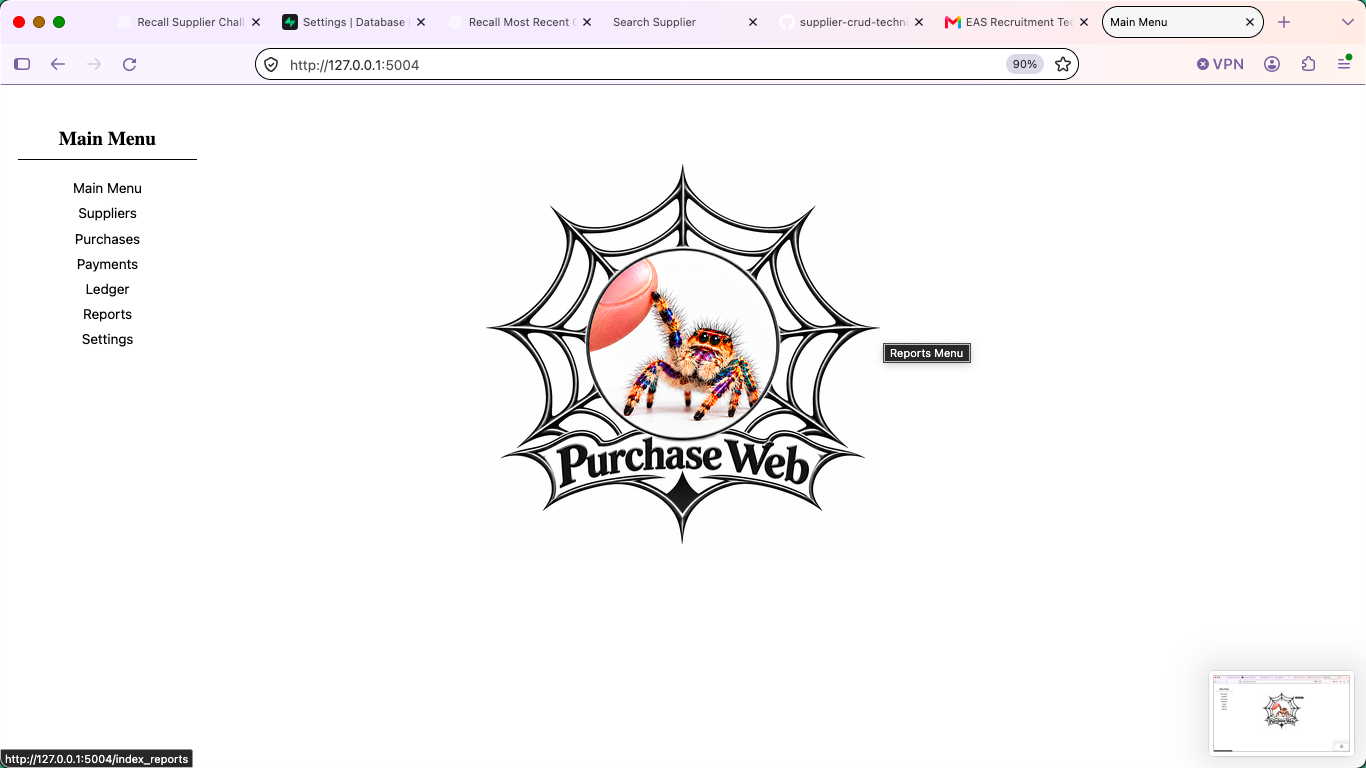 Recall Supplier Chall
Settings | Database
Recall Most Recent
Search Supplier
supplier-crud-techni
EAS Recruitment Tec
Main Menu
http://127.0.0.1:5004
90%
VPN
Main Menu
Main Menu
Suppliers
Purchases
Payments
Ledger
Reports
Settings
Reports Menu
Purchase Web
http://127.0.0.1:5004/index_reports